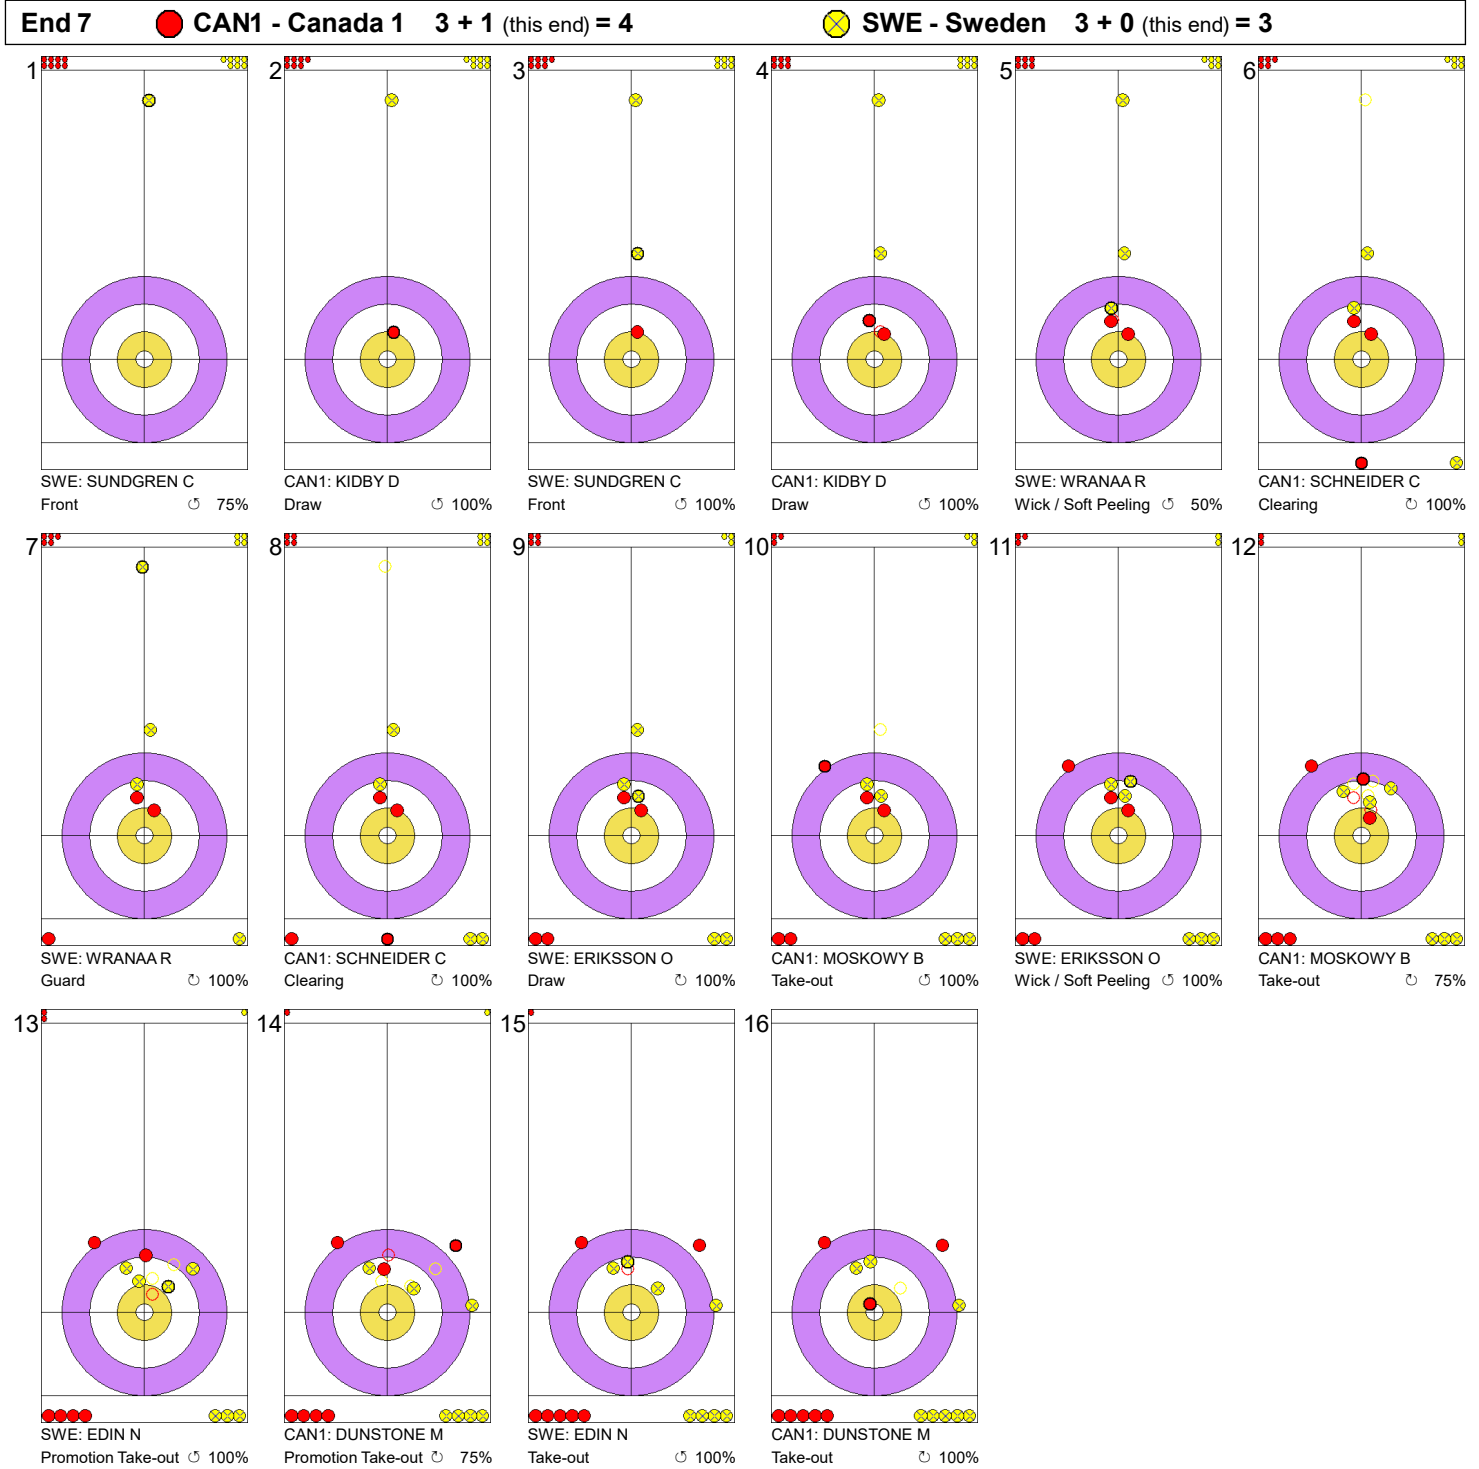 End 7 CAN1 - Canada 1 3 + 1 (this end) = 4 SWE - Sweden 3 + 0 (this end) = 3
1 2 3 4 5 6
SWE: SUNDGREN C CAN1: KIDBY D SWE: SUNDGREN C CAN1: KIDBY D SWE: WRANAA R CAN1: SCHNEIDER C
Front ↺ 75% Draw ↺ 100% Front ↺ 100% Draw ↺ 100% Wick / Soft Peeling ↺ 50% Clearing ↻ 100%
7 8 9 10 11 12
SWE: WRANAA R CAN1: SCHNEIDER C SWE: ERIKSSON O CAN1: MOSKOWY B SWE: ERIKSSON O CAN1: MOSKOWY B
Guard ↻ 100% Clearing ↻ 100% Draw ↻ 100% Take-out ↻ 100% Wick / Soft Peeling ↻ 100% Take-out ↻ 75%
13 14 15 16
SWE: EDIN N CAN1: DUNSTONE M SWE: EDIN N CAN1: DUNSTONE M
Promotion Take-out ↺ 100% Promotion Take-out ↺ 75% Take-out ↺ 100% Take-out ↺ 100%